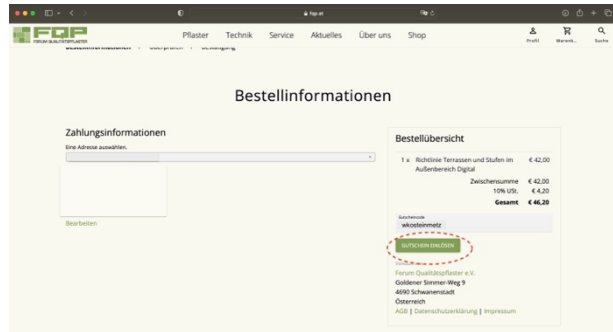 fqp.at
FQP
FORUM QUALITÄTSPFLASTER
Pflaster Technik Service Aktuelles Über uns Shop
Profil Warenk... Suche
Bestellinformationen
Zahlungsinformationen
Eine Adresse auswählen.
Bearbeiten
Bestellübersicht
1 x Richtlinie Terrassen und Stufen im € 42,00
Außenbereich Digital
Zwischensumme € 42,00
10% USt. € 4,20
Gesamt € 46,20
Gutscheincode
wkosteinmetz
GUTSCHEIN EINLÖSEN
Forum Qualitätspflaster e.V.
Goldener Simmer-Weg 9
4690 Schwanenstadt
Österreich
AGB | Datenschutzerklärung | Impressum